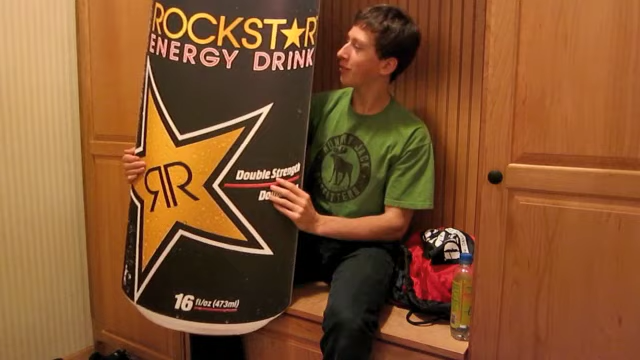 ROCKSTAR
ENERGY DRINK
RR
Double Strength
16 fl/oz (473ml)